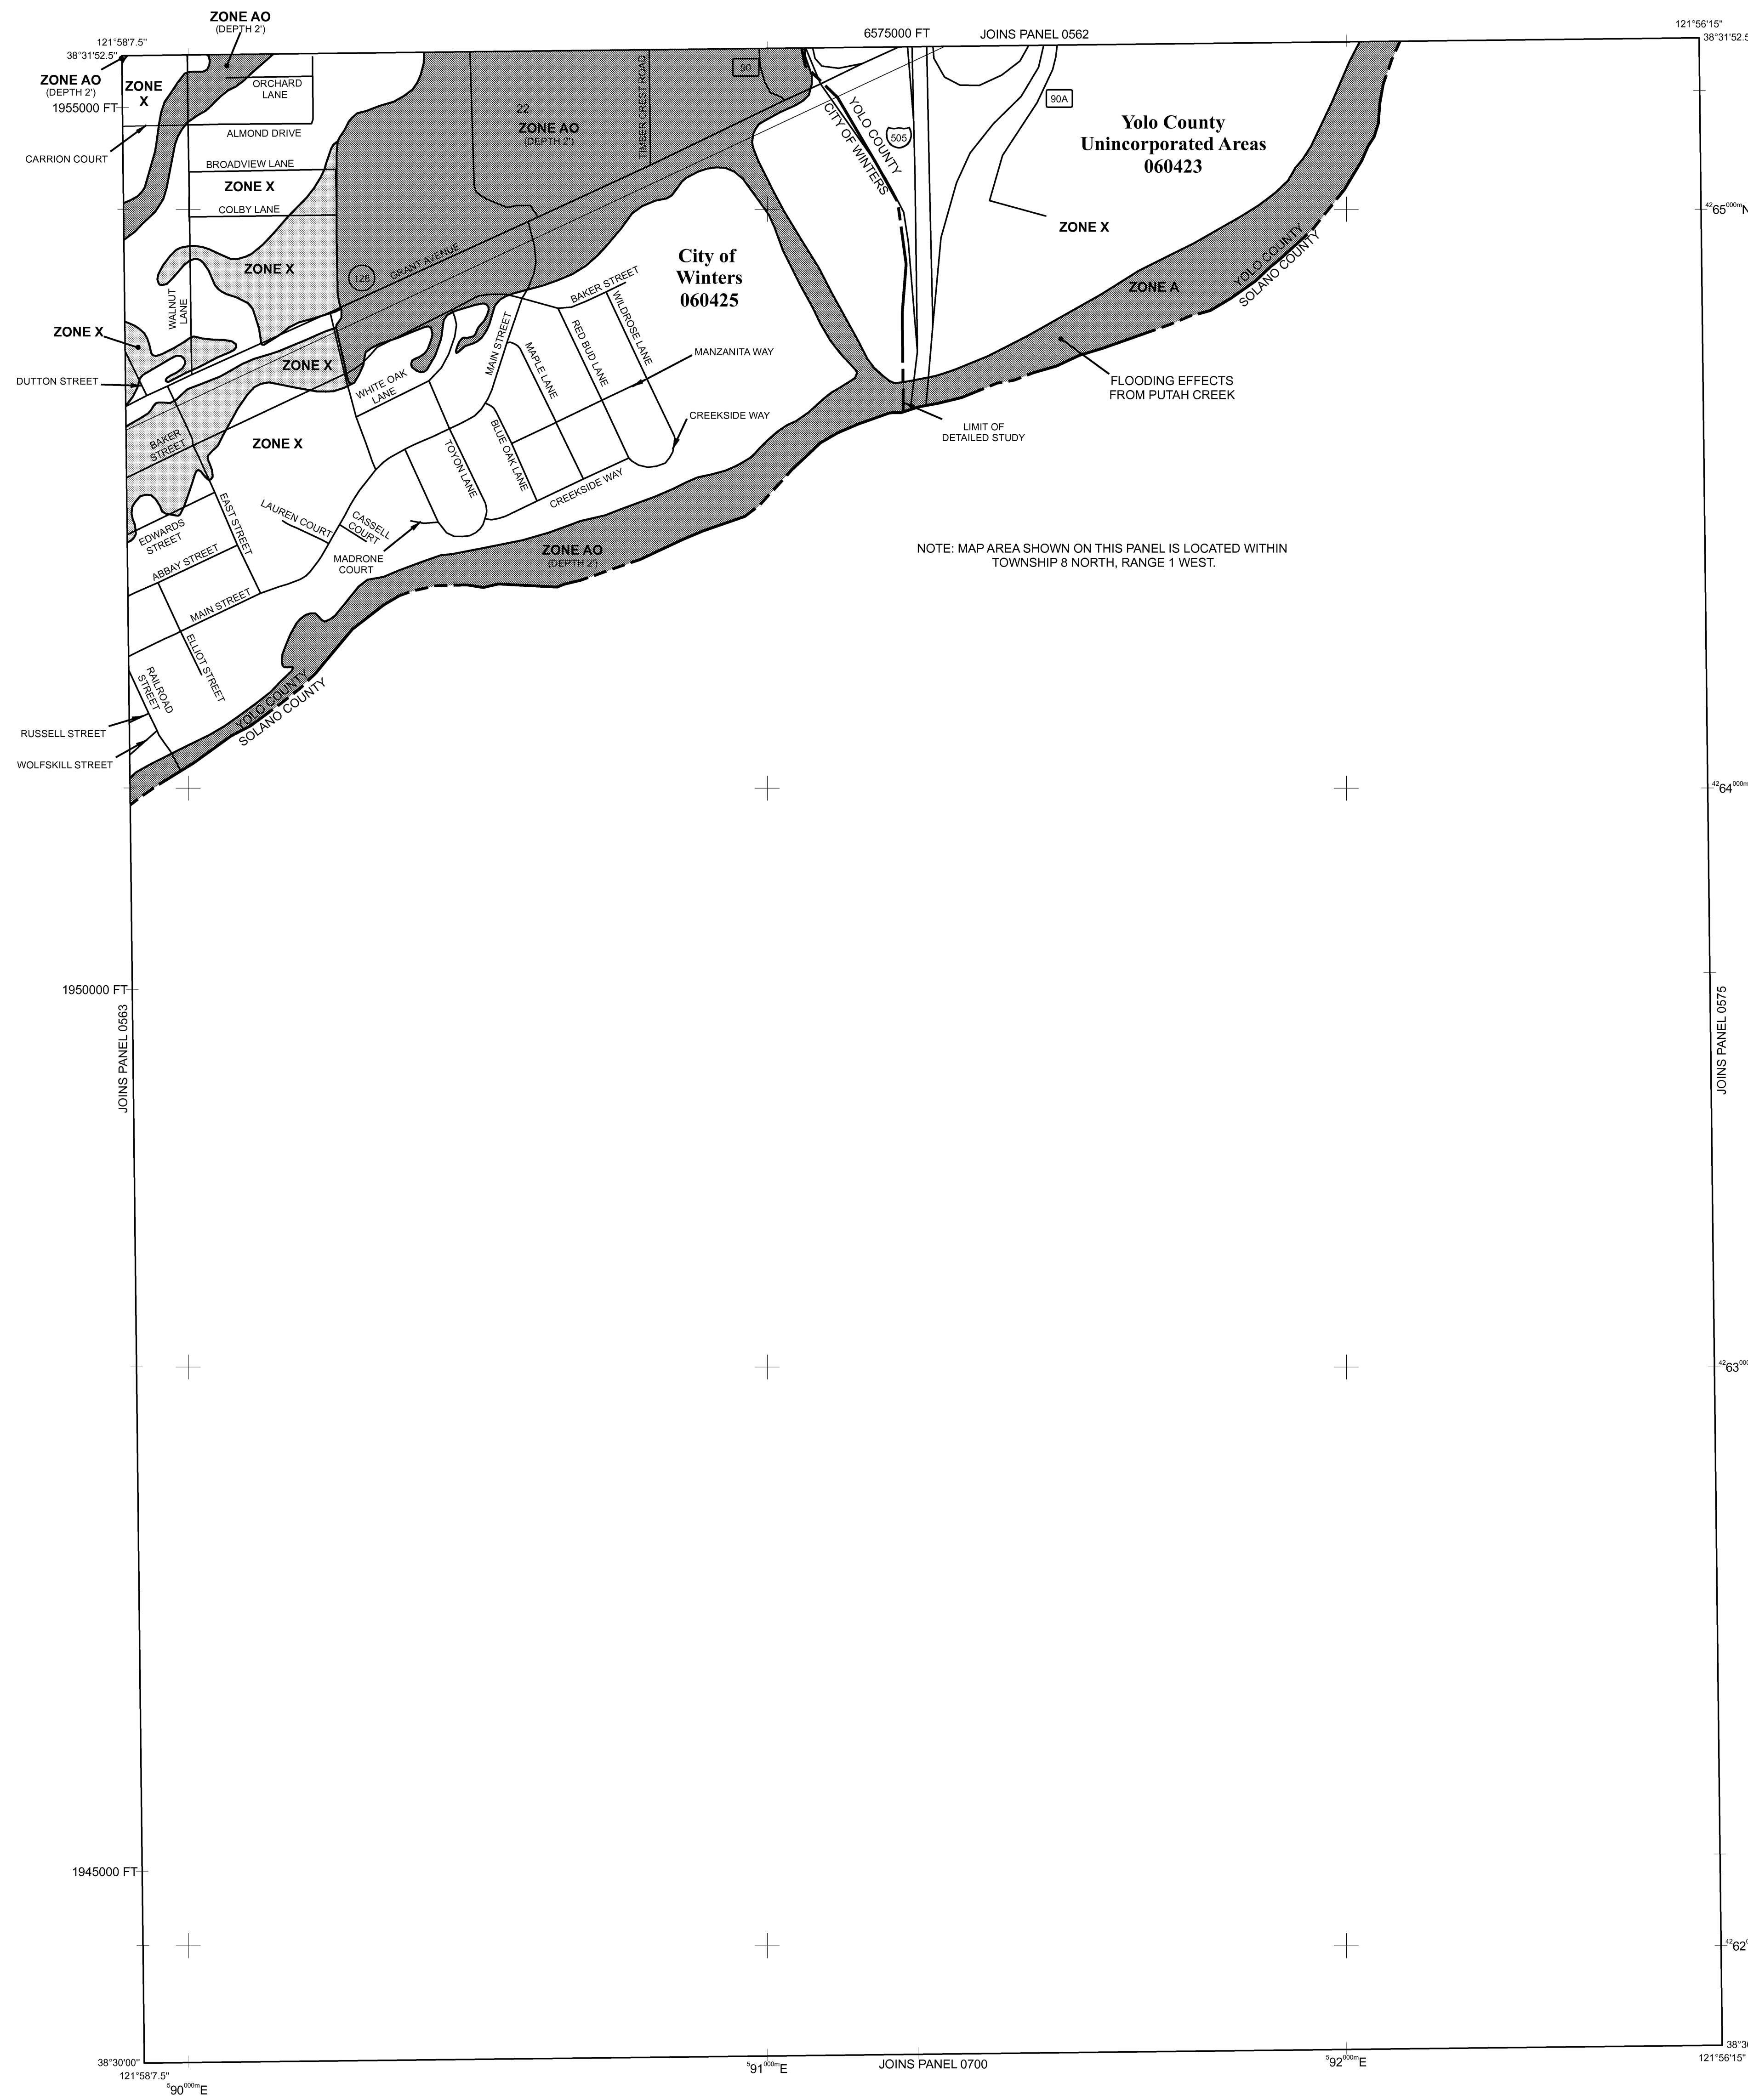 ZONE AO
(DEPTH 2')
121°56'15"
121°58'7.5"
6575000 FT
JOINS PANEL 0562
38°31'52.5"
ZONE AO
(DEPTH 2')
ZONE
X
1955000 FT
ORCHARD
LANE
ALMOND DRIVE
CARRION COURT
BROADVIEW LANE
ZONE X
COLBY LANE
22
ZONE AO
(DEPTH 2')
TIMBER CREST ROAD
90
YOLO COUNTY
CITY OF WINTERS
505
90A
Yolo County
Unincorporated Areas
060423
ZONE X
4265000m N
YOLO COUNTY
SOLANO COUNTY
ZONE A
ZONE X
128
GRANT AVENUE
City of
Winters
060425
WALNUT
LANE
ZONE X
DUTTON STREET
ZONE X
BAKER STREET
WILDROSE LANE
RED BUD LANE
MAPLE LANE
MAIN STREET
MANZANITA WAY
WHITE OAK
LANE
CREEKSIDE WAY
FLOODING EFFECTS
FROM PUTAH CREEK
LIMIT OF
DETAILED STUDY
BAKER
STREET
ZONE X
TOYON LANE
BLUE OAK LANE
CREEKSIDE WAY
EAST STREET
LAUREN COURT
CASSELL
COURT
EDWARDS
STREET
MADRONE
COURT
ZONE AO
(DEPTH 2')
NOTE: MAP AREA SHOWN ON THIS PANEL IS LOCATED WITHIN
TOWNSHIP 8 NORTH, RANGE 1 WEST.
ABBAY STREET
MAIN STREET
ELLIOT STREET
RAILROAD
STREET
YOLO COUNTY
SOLANO COUNTY
RUSSELL STREET
WOLFSKILL STREET
4264000m
1950000 FT
JOINS PANEL 0563
JOINS PANEL 0575
1945000 FT
38°30'00"
121°58'7.5"
590000m E
591000m E
JOINS PANEL 0700
592000m E
121°56'15"